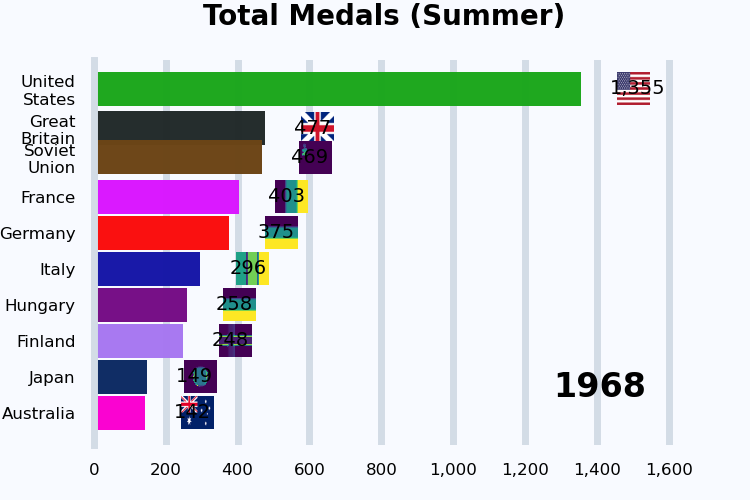 Total Medals (Summer)
United
States
1,355
Great
Britain
477
Soviet
Union
469
France
403
Germany
375
Italy
296
Hungary
258
Finland
248
Japan
149
Australia
142
1968
0 200 400 600 800 1,000 1,200 1,400 1,600